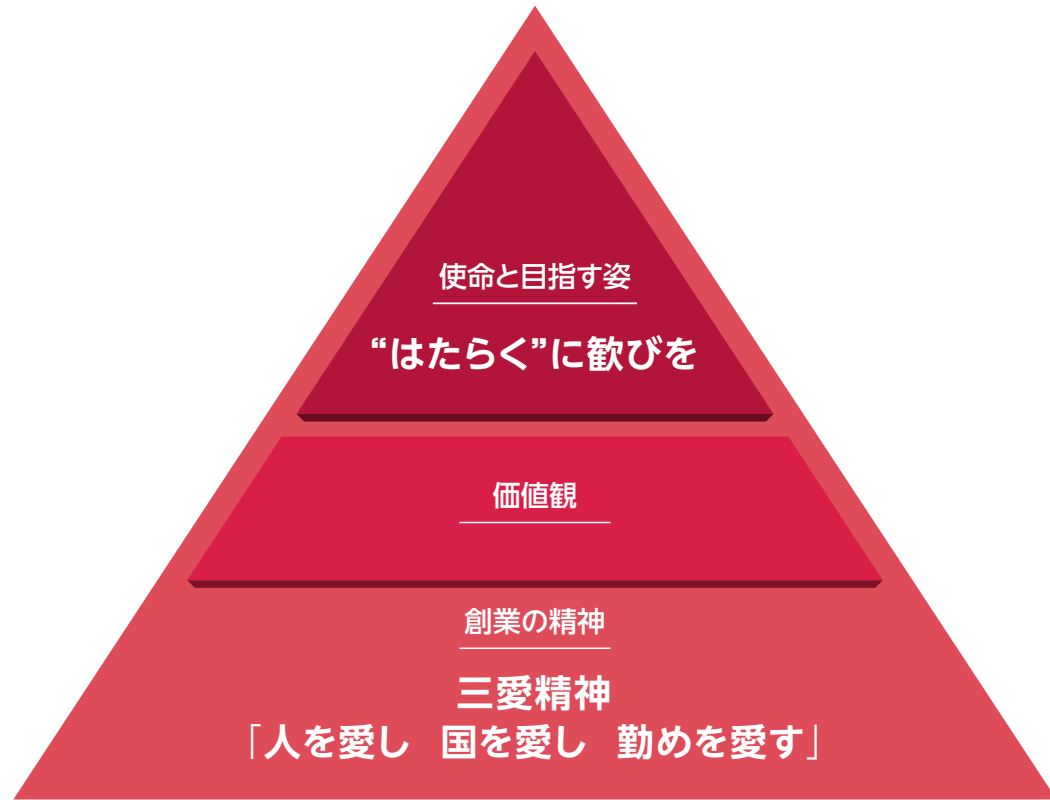 使命と目指す姿
“はたらく”に歓びを
価値観
創業の精神
三愛精神
「人を愛し 国を愛し 勤めを愛す」